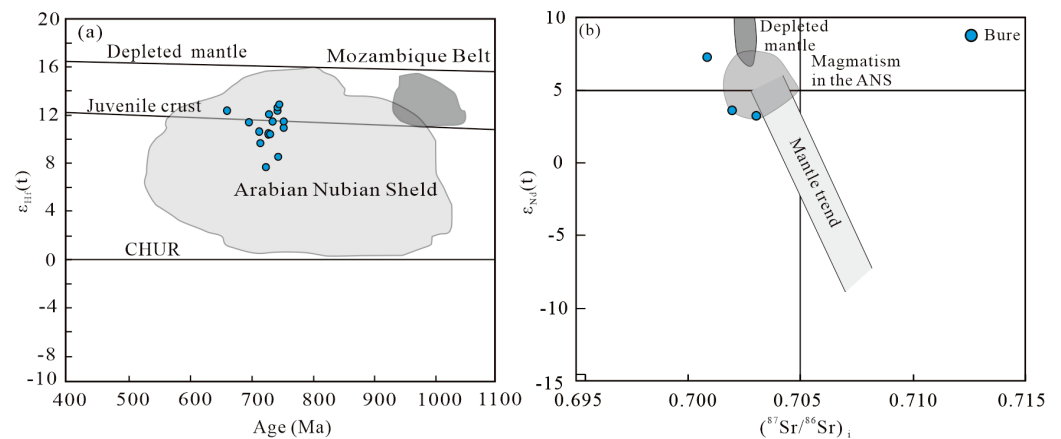 (a)
20
16
12
8
4
0
-4
-8
-10
εHf(t)
Depleted mantle
Mozambique Belt
Juvenile crust
Arabian Nubian Sheld
CHUR
400
500
600
700
800
900
1000
1100
Age (Ma)
(b)
10
5
0
-5
-10
-15
εNd(t)
Depleted
mantle
Bure
Magmatism
in the ANS
Mantle trend
0.695
0.700
0.705
0.710
0.715
(⁸⁷Sr/⁸⁶Sr)i